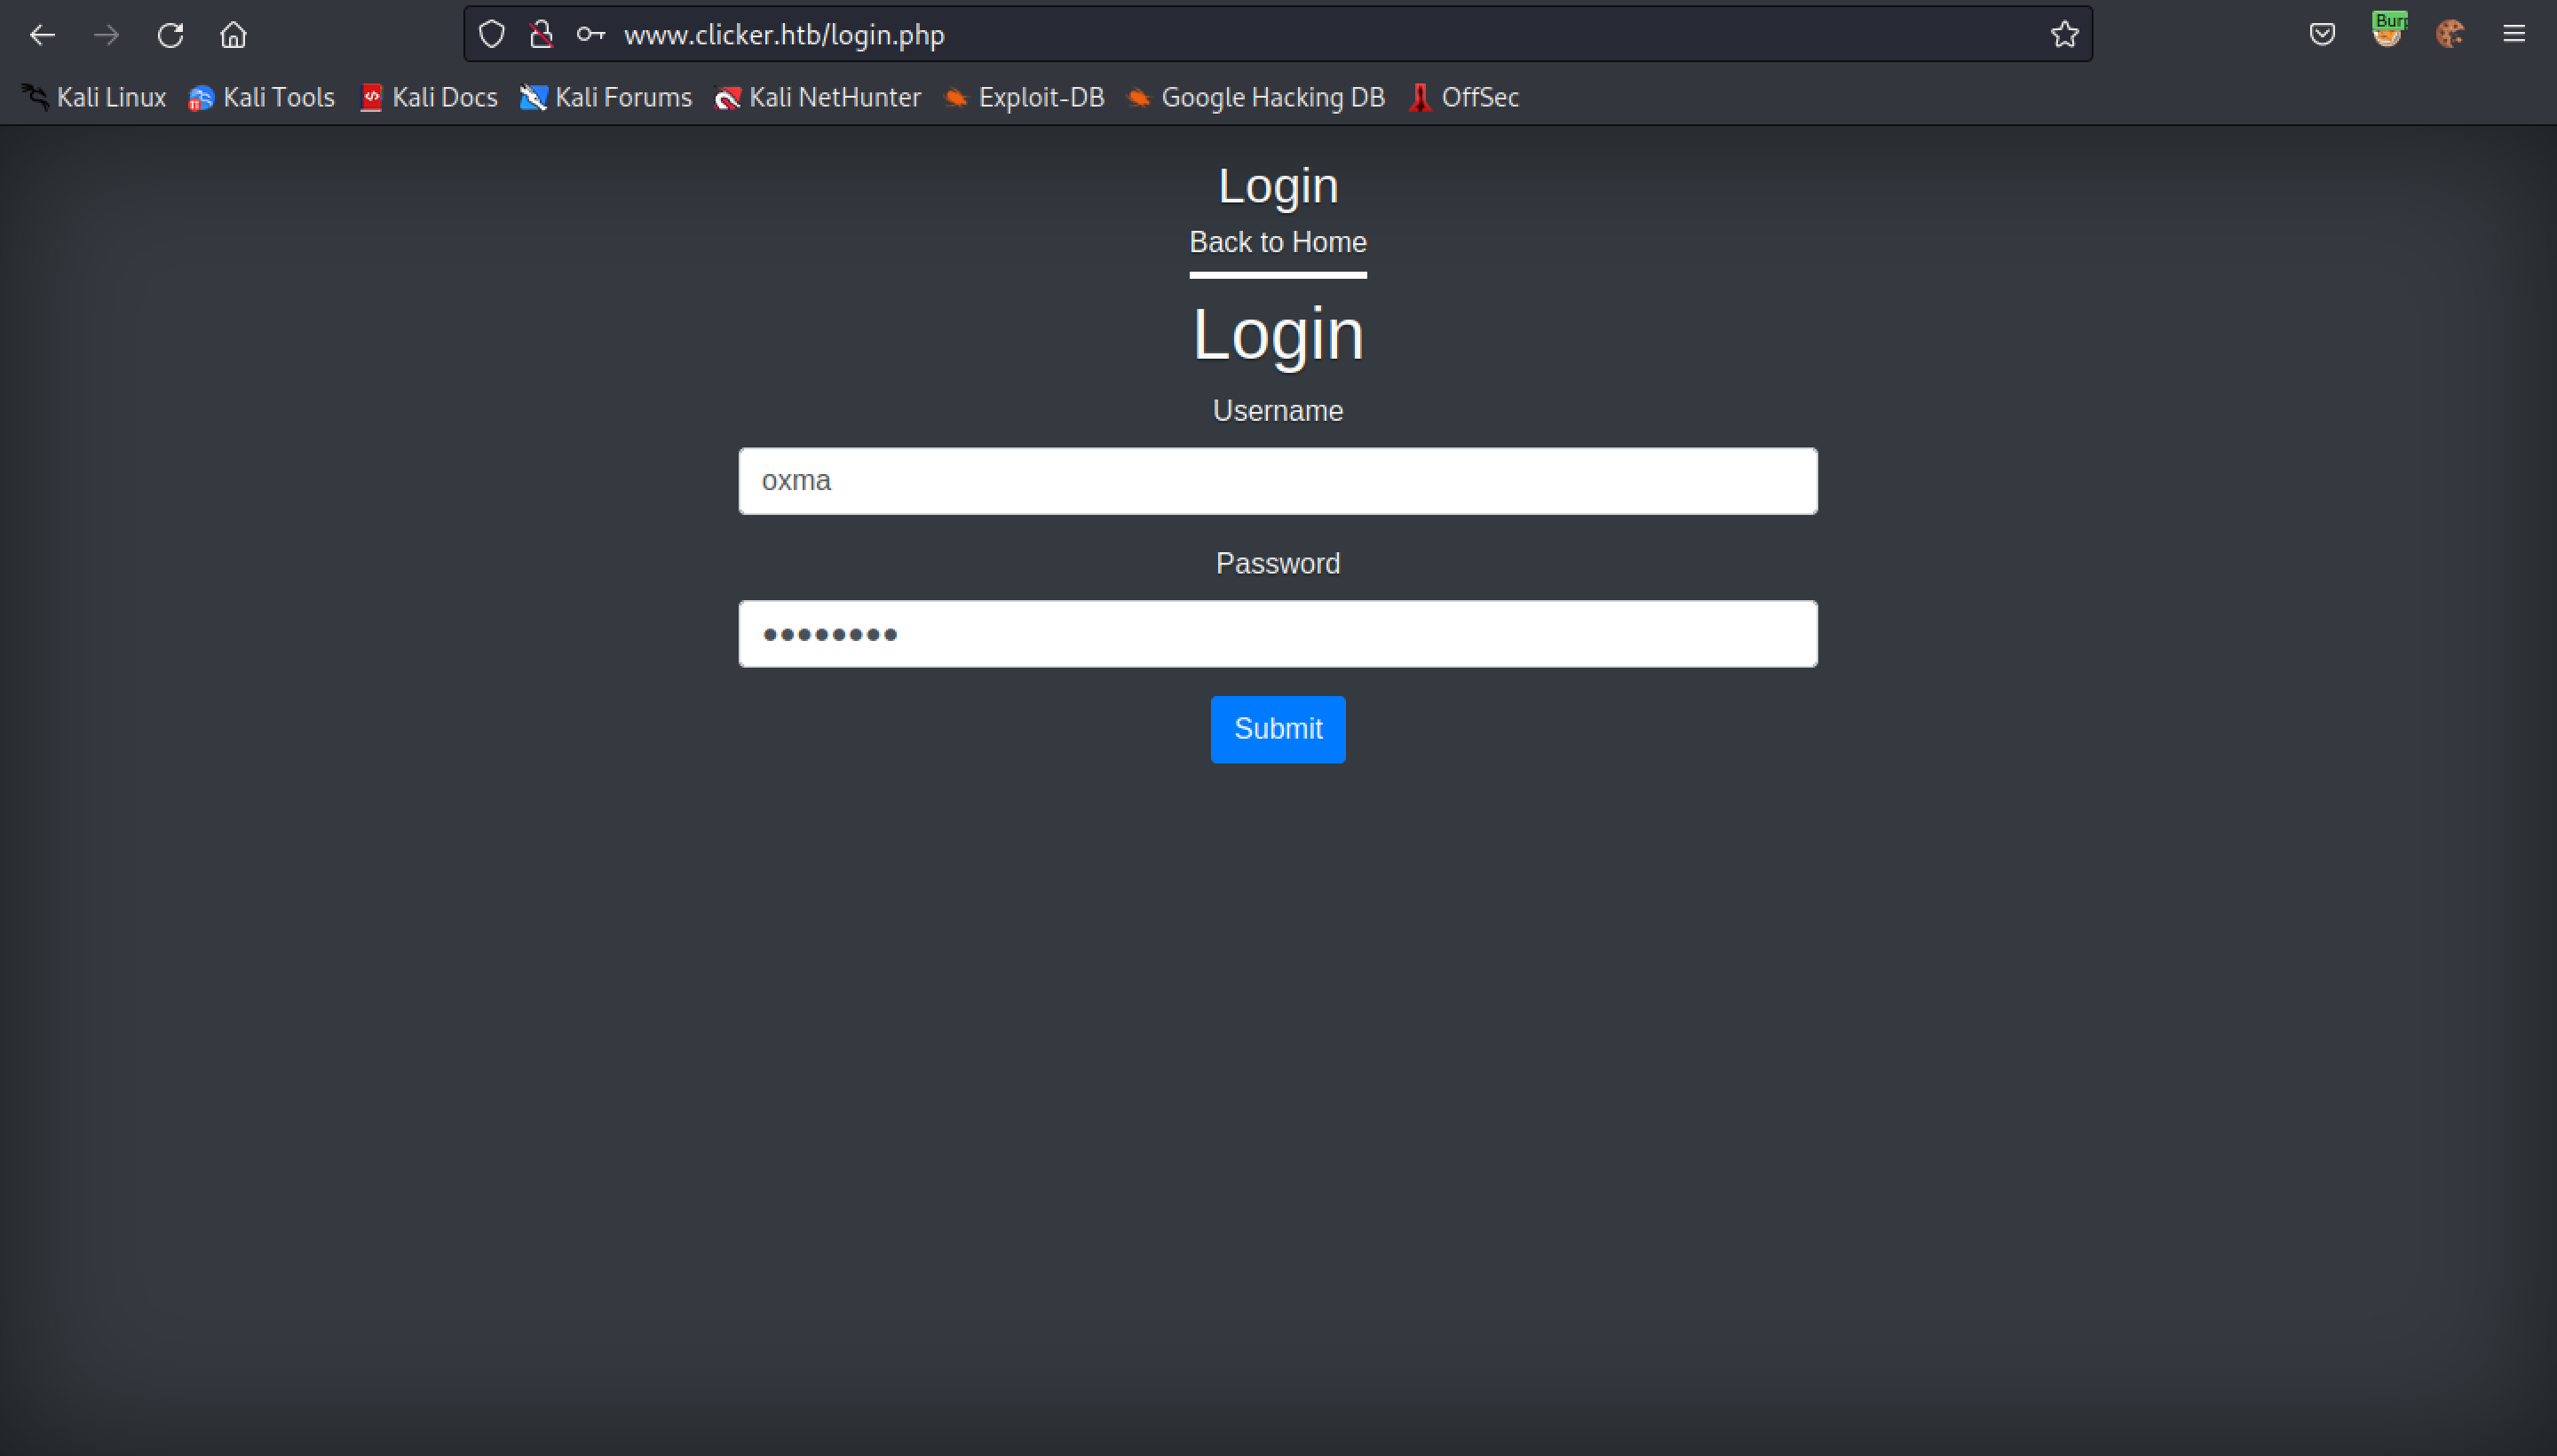 www.clicker.htb/login.php
Burp
Kali Linux Kali Tools Kali Docs Kali Forums Kali NetHunter Exploit-DB Google Hacking DB OffSec
Login
Back to Home
Login
Username
oxma
Password
Submit